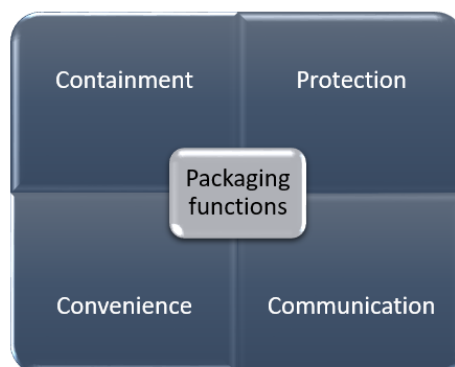 Containment
Protection
Packaging
functions
Convenience
Communication